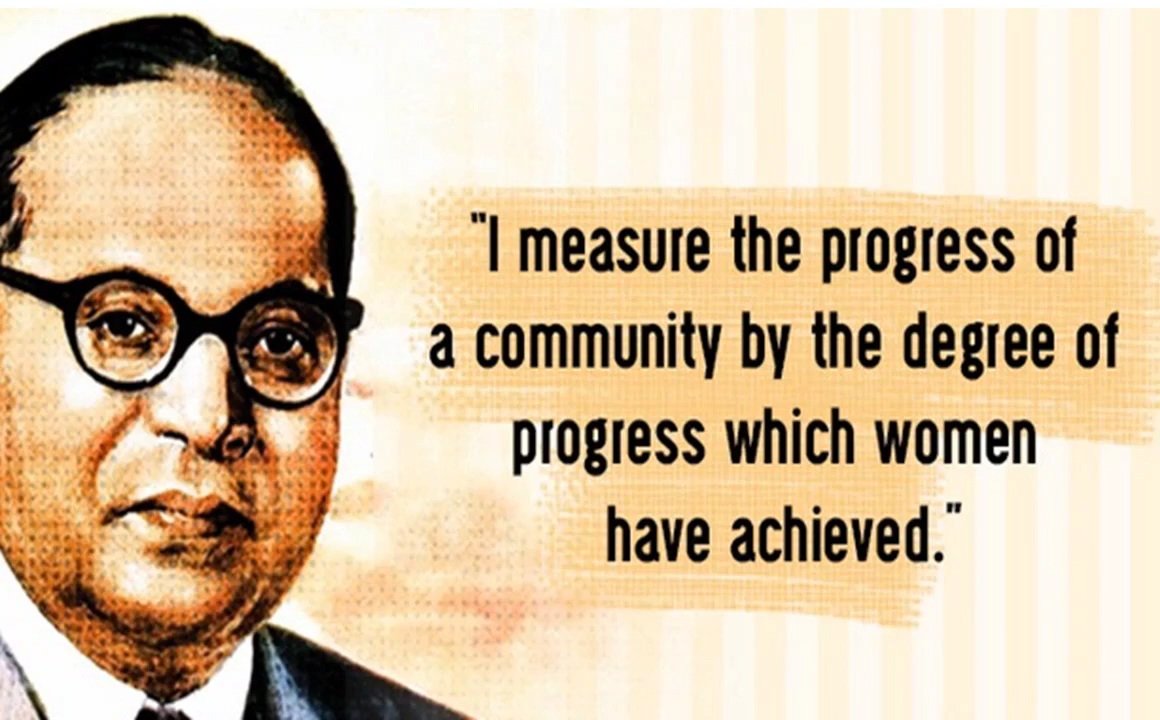 "I measure the progress of
a community by the degree of
progress which women
have achieved."